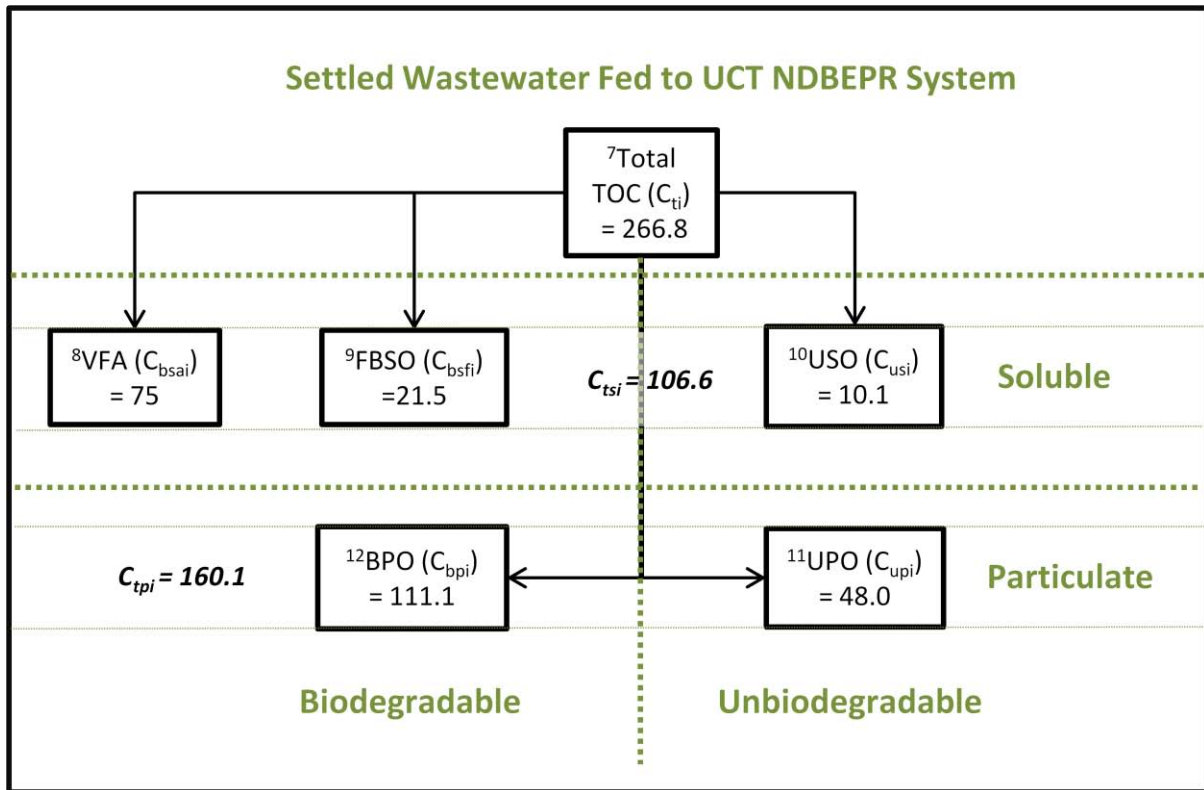 Settled Wastewater Fed to UCT NDBEPR System
⁷Total
TOC (Cₜᵢ)
= 266.8
⁸VFA (C_bsai)
= 75
⁹FBSO (C_bsfi)
=21.5
C_tsi = 106.6
¹⁰USO (C_usi)
= 10.1
Soluble
C_tpi = 160.1
¹²BPO (C_bpi)
= 111.1
¹¹UPO (C_upi)
= 48.0
Particulate
Biodegradable
Unbiodegradable